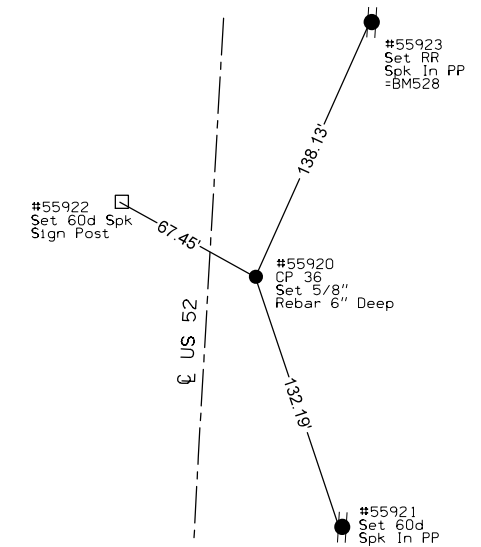 #55923
Set RR
Spk In PP
=BM528
138.13'
#55922
Set 60d Spk
Sign Post
67.45'
#55920
CP 36
Set 5/8"
Rebar 6" Deep
℄ US 52
132.19'
#55921
Set 60d
Spk In PP